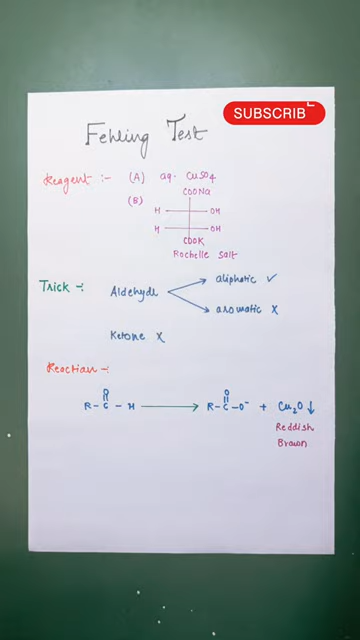 SUBSCRIB
Fehling Test
Reagent :- (A) aq. CuSO4
(B) COONa
H OH
H OH
COOK
Rochelle Salt
Trick -: Aldehyde aliphatic ✓
aromatic X
Ketone X
Reaction -:
O O
R - C - H → R - C - O⁻ + Cu2O ↓
Reddish
Brown